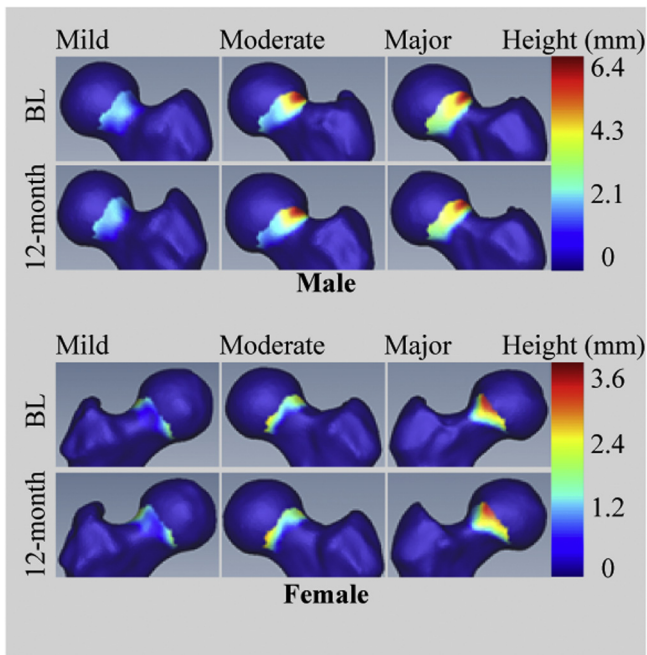 Mild Moderate Major Height (mm)
BL
6.4
4.3
12-month
2.1
0
Male
Mild Moderate Major Height (mm)
BL
3.6
2.4
12-month
1.2
0
Female